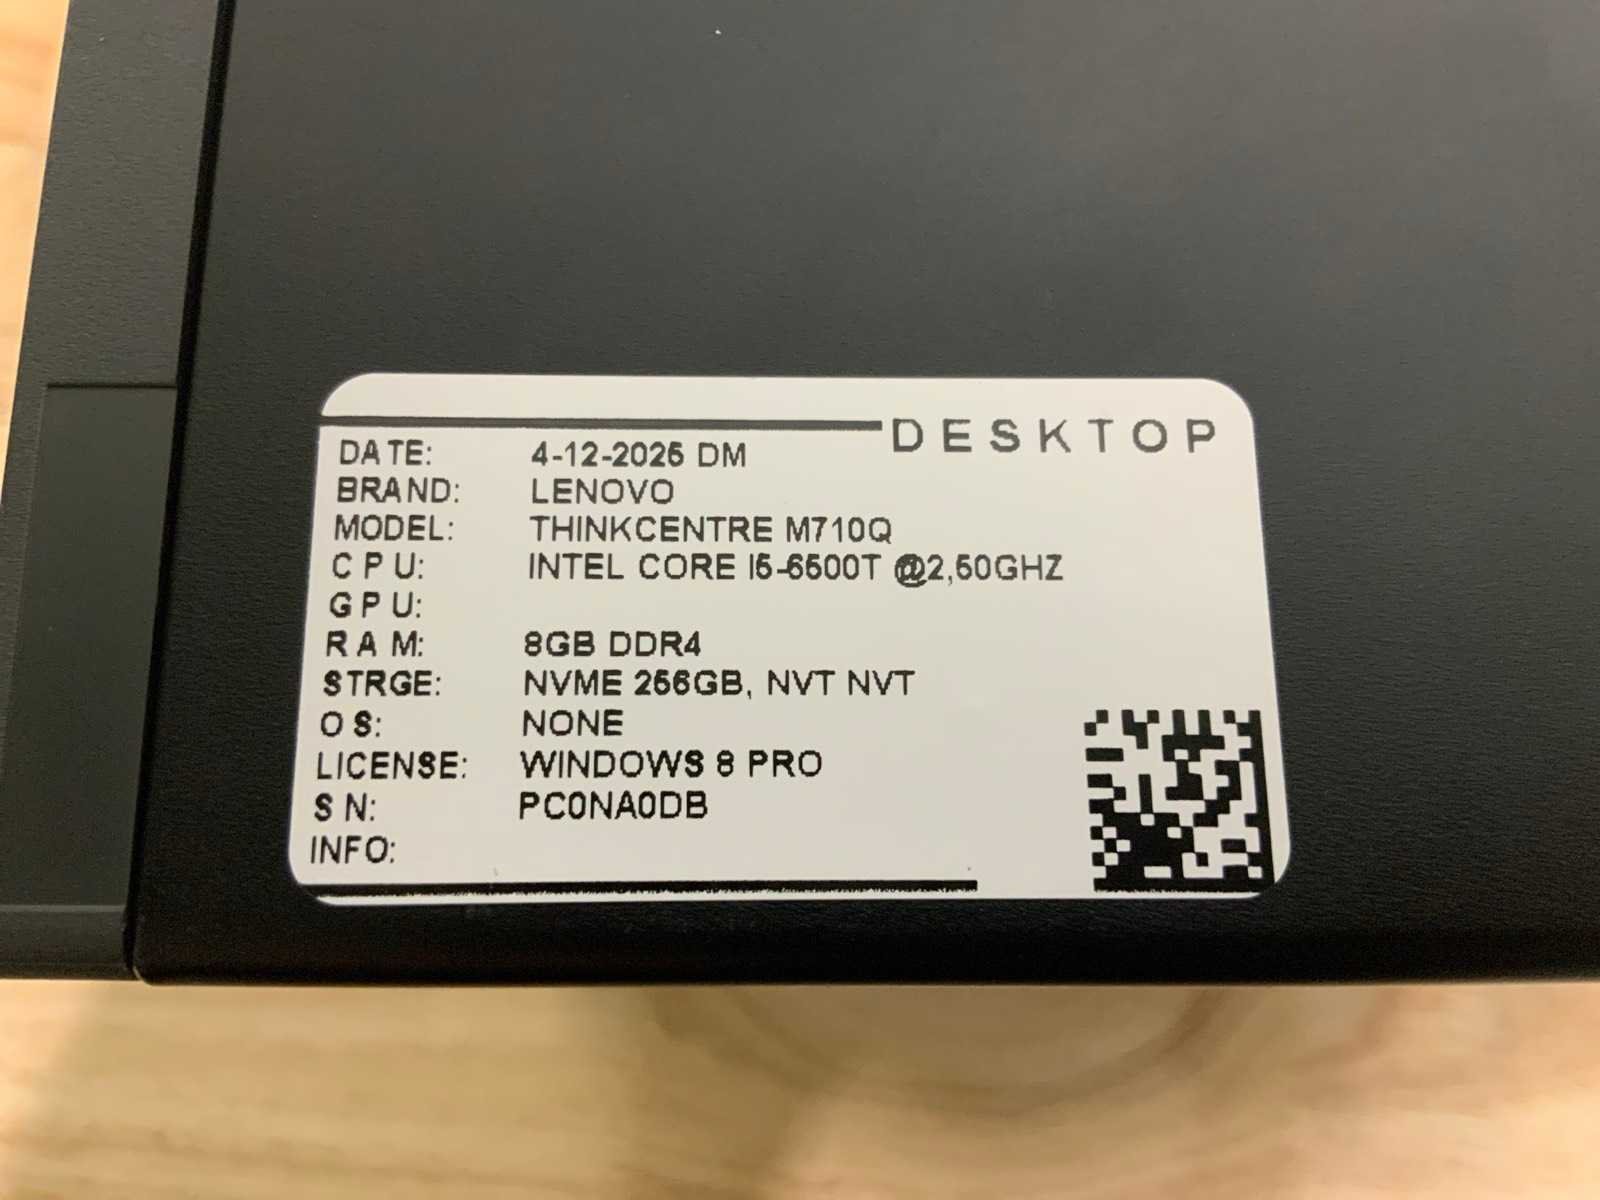 DESKTOP
DATE: 4-12-2025 DM
BRAND: LENOVO
MODEL: THINKCENTRE M710Q
CPU: INTEL CORE I5-6500T @2,50GHZ
GPU:
RAM: 8GB DDR4
STRGE: NVME 256GB, NVT NVT
OS: NONE
LICENSE: WINDOWS 8 PRO
SN: PC0NA0DB
INFO: